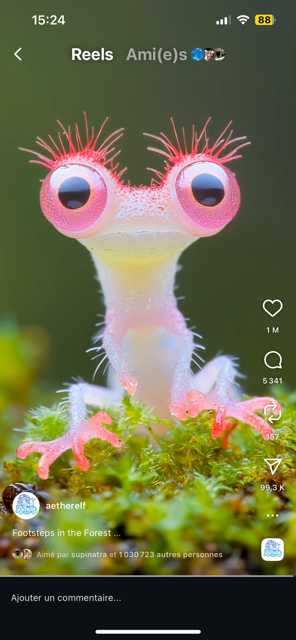 15:24
88
Reels Ami(e)s
1 M
5 341
157
99,3 K
aetherelf
Footsteps in the Forest ...
Aimé par supinatra et 1 030 723 autres personnes
Ajouter un commentaire...